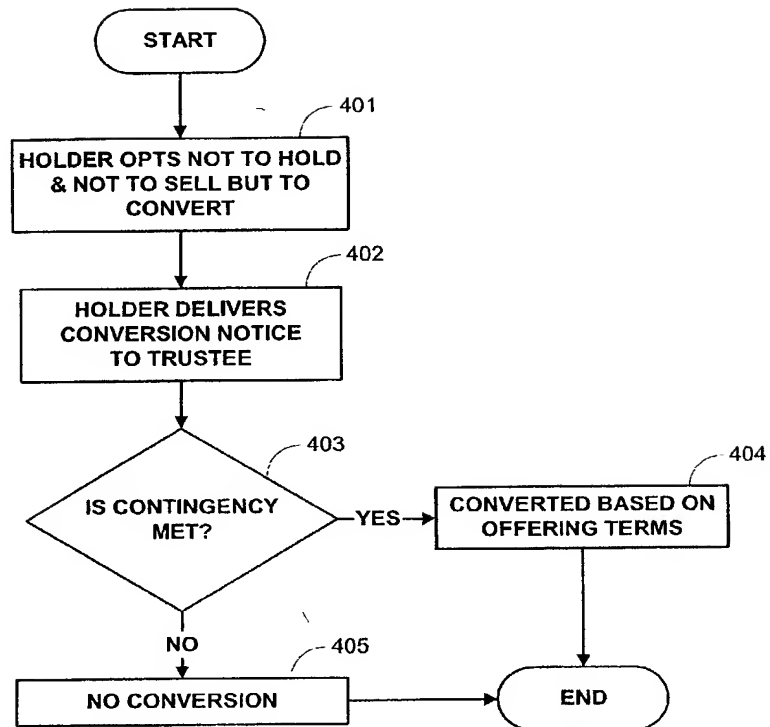 START
401
HOLDER OPTS NOT TO HOLD
& NOT TO SELL BUT TO
CONVERT
402
HOLDER DELIVERS
CONVERSION NOTICE
TO TRUSTEE
403
IS CONTINGENCY
MET?
YES
404
CONVERTED BASED ON
OFFERING TERMS
NO
405
NO CONVERSION
END